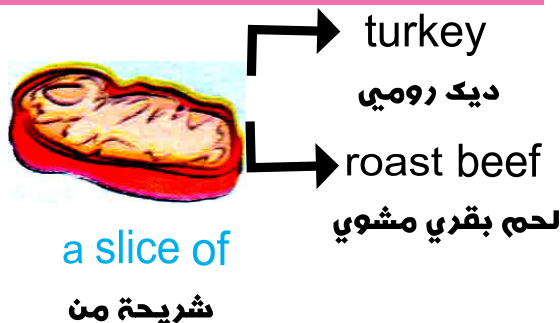 turkey
ديك رومي
roast beef
لحم بقري مشوي
a slice of
شريحة من